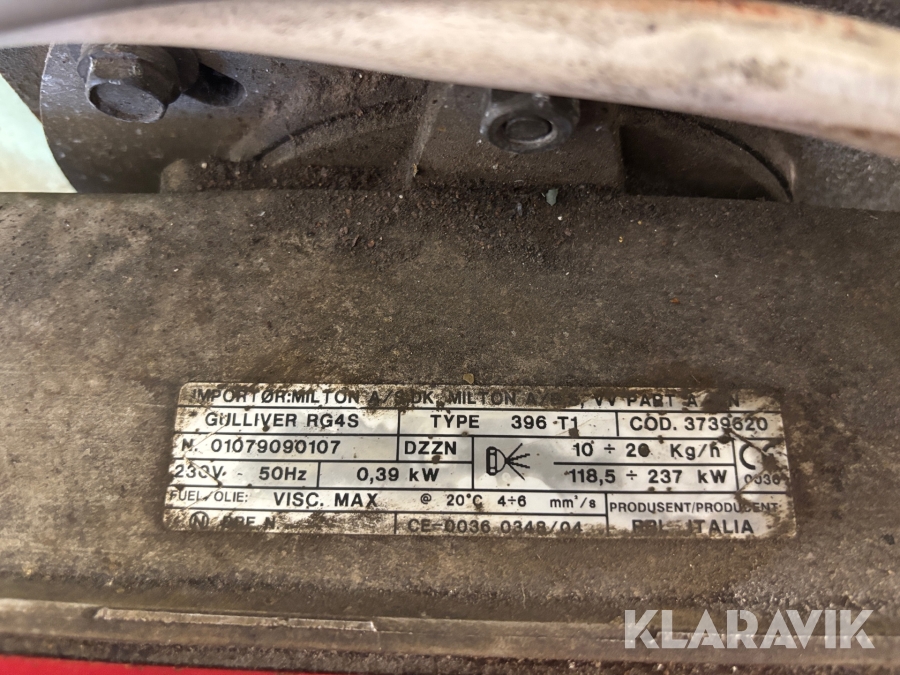 IMPORTØR:MILTON A/S DK, MILTON A/S S, VV PART A N
GULLIVER RG4S TYPE 396 T1 COD. 3739620
N. 01079090107 DZZN 10 ÷ 20 Kg/h
230V - 50Hz 0,39 kW 118,5 ÷ 237 kW 0036
FUEL/OLIE: VISC. MAX @ 20°C 4÷6 mm²/s PRODUSENT/PRODUCENT
N CE-0036 0348/04 ITALIA
KLARAVIK